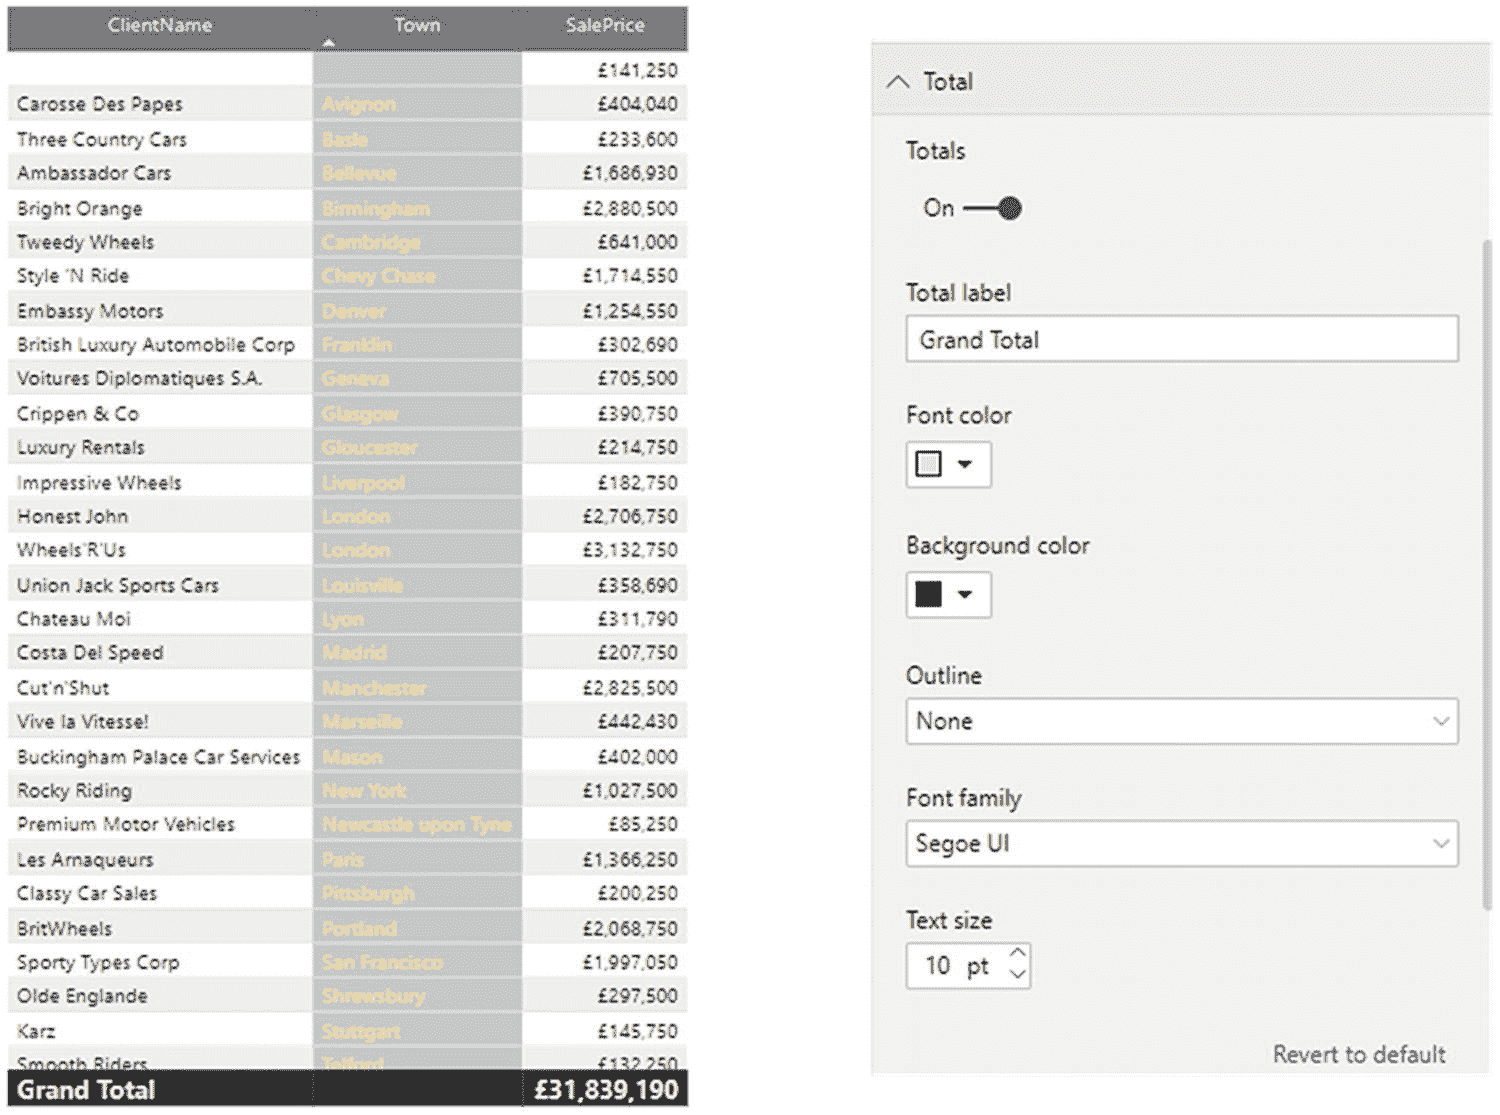 ClientName Town SalePrice
£141,250
Carosse Des Papes Avignon £404,040
Three Country Cars Basle £233,600
Ambassador Cars Bellevue £1,686,930
Bright Orange Birmingham £2,880,500
Tweedy Wheels Cambridge £641,000
Style 'N Ride Chevy Chase £1,714,550
Embassy Motors Denver £1,254,550
British Luxury Automobile Corp Franklin £302,690
Voitures Diplomatiques S.A. Geneva £705,500
Crippen & Co Glasgow £390,750
Luxury Rentals Gloucester £214,750
Impressive Wheels Liverpool £182,750
Honest John London £2,706,750
Wheels'R'Us London £3,132,750
Union Jack Sports Cars Louisville £358,690
Chateau Moi Lyon £311,790
Costa Del Speed Madrid £207,750
Cut'n'Shut Manchester £2,825,500
Vive la Vitesse! Marseille £442,430
Buckingham Palace Car Services Mason £402,000
Rocky Riding New York £1,027,500
Premium Motor Vehicles Newcastle upon Tyne £85,250
Les Arnaqueurs Paris £1,366,250
Classy Car Sales Pittsburgh £200,250
BritWheels Portland £2,068,750
Sporty Types Corp San Francisco £1,997,050
Olde Englande Shrewsbury £297,500
Karz Stuttgart £145,750
Smooth Riders Telford £132,250
Grand Total £31,839,190
Total
Totals
On
Total label
Grand Total
Font color
Background color
Outline
None
Font family
Segoe UI
Text size
10 pt
Revert to default